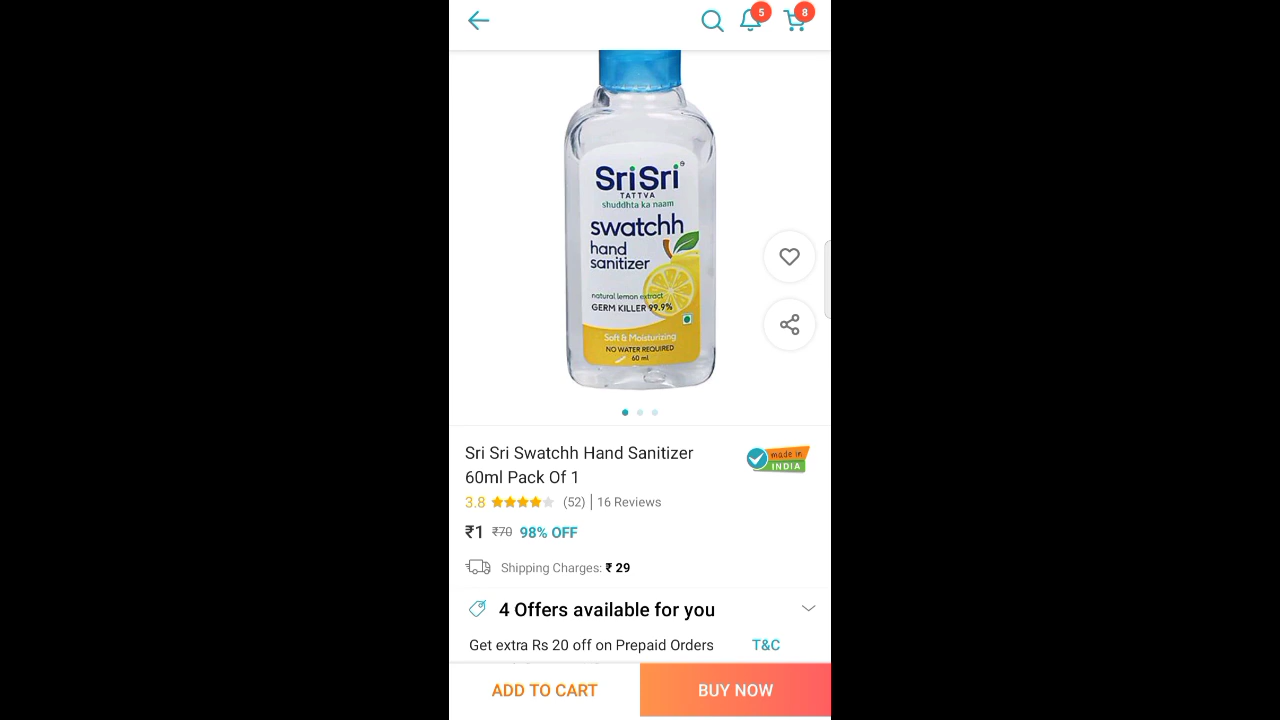 5
8
SriSri
TATTVA
shuddhta ka naam
swatchh
hand
sanitizer
natural lemon extract
GERM KILLER 99.9%
Soft & Moisturizing
NO WATER REQUIRED
60 ml
Sri Sri Swatchh Hand Sanitizer
60ml Pack Of 1
made in
INDIA
3.8 (52) | 16 Reviews
₹1 ₹70 98% OFF
Shipping Charges: ₹ 29
4 Offers available for you
Get extra Rs 20 off on Prepaid Orders T&C
ADD TO CART BUY NOW